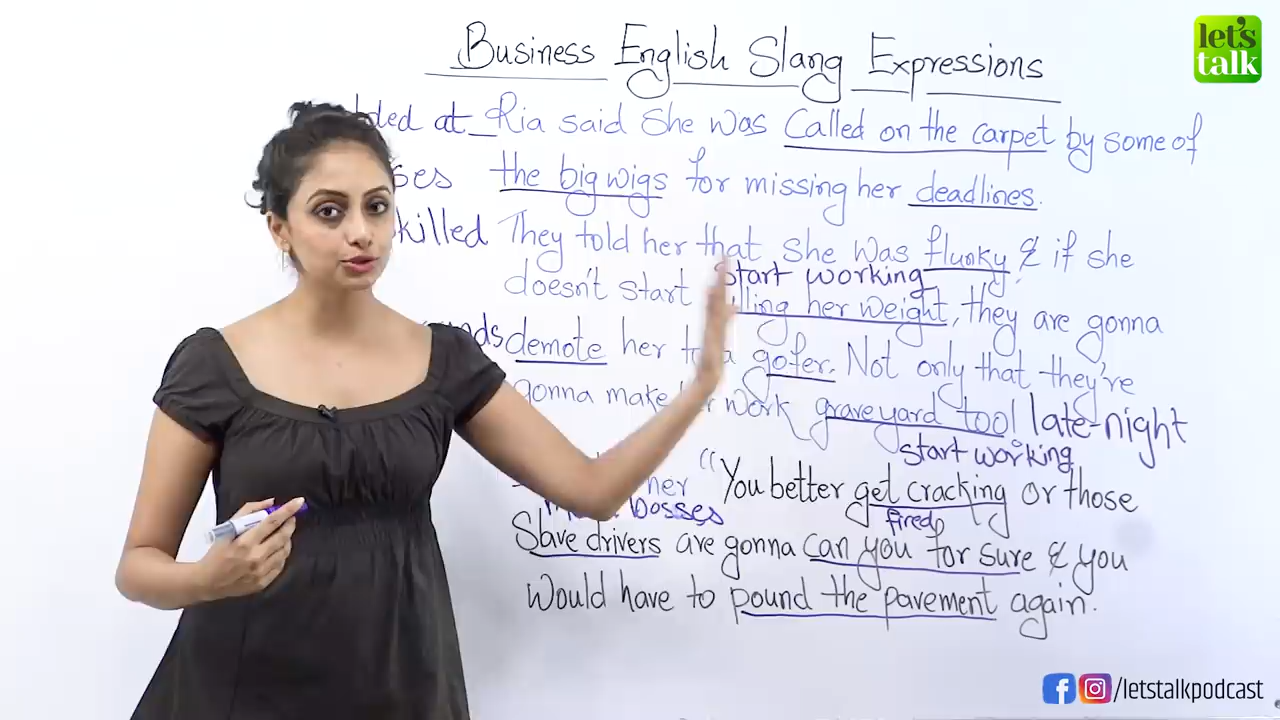 Business English Slang Expressions
let's
talk
at Ria said she was Called on the carpet by some of
the big wigs for missing her deadlines.
killed They told her that she was flunky & if she
start working
doesn't start her weight, they are gonna
demote her to a gofer. Not only that they're
gonna make her work graveyard too! late-night
start working
her "You better get cracking or those
bosses fired
Slave drivers are gonna can you for sure & you
Would have to pound the pavement again.
/letstalkpodcast